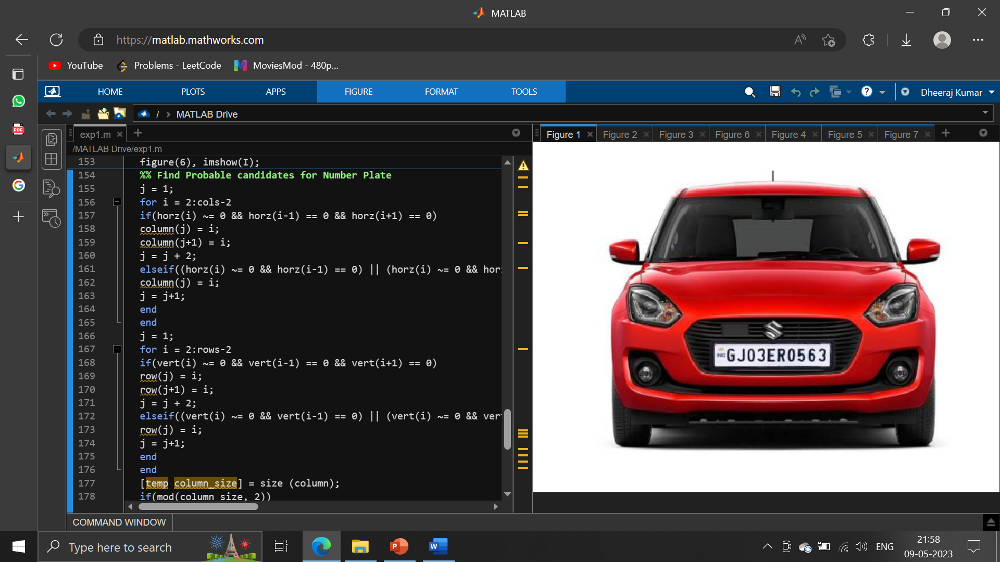 MATLAB
https://matlab.mathworks.com
YouTube
Problems - LeetCode
MoviesMod - 480p...
HOME
PLOTS
APPS
FIGURE
FORMAT
TOOLS
Dheeraj Kumar
/ > MATLAB Drive
exp1.m
/MATLAB Drive/exp1.m
153 figure(6), imshow(I);
154 %% Find Probable candidates for Number Plate
155 j = 1;
156 for i = 2:cols-2
157 if(horz(i) ~= 0 && horz(i-1) == 0 && horz(i+1) == 0)
158 column(j) = i;
159 column(j+1) = i;
160 j = j + 2;
161 elseif((horz(i) ~= 0 && horz(i-1) == 0) || (horz(i) ~= 0 && hor
162 column(j) = i;
163 j = j+1;
164 end
165 end
166 j = 1;
167 for i = 2:rows-2
168 if(vert(i) ~= 0 && vert(i-1) == 0 && vert(i+1) == 0)
169 row(j) = i;
170 row(j+1) = i;
171 j = j + 2;
172 elseif((vert(i) ~= 0 && vert(i-1) == 0) || (vert(i) ~= 0 && ver
173 row(j) = i;
174 j = j+1;
175 end
176 end
177 [temp column_size] = size (column);
178 if(mod(column_size, 2))
COMMAND WINDOW
Figure 1
Figure 2
Figure 3
Figure 6
Figure 4
Figure 5
Figure 7
GJ03ER0563
PDF
Type here to search
P
W
ENG
21:58
09-05-2023